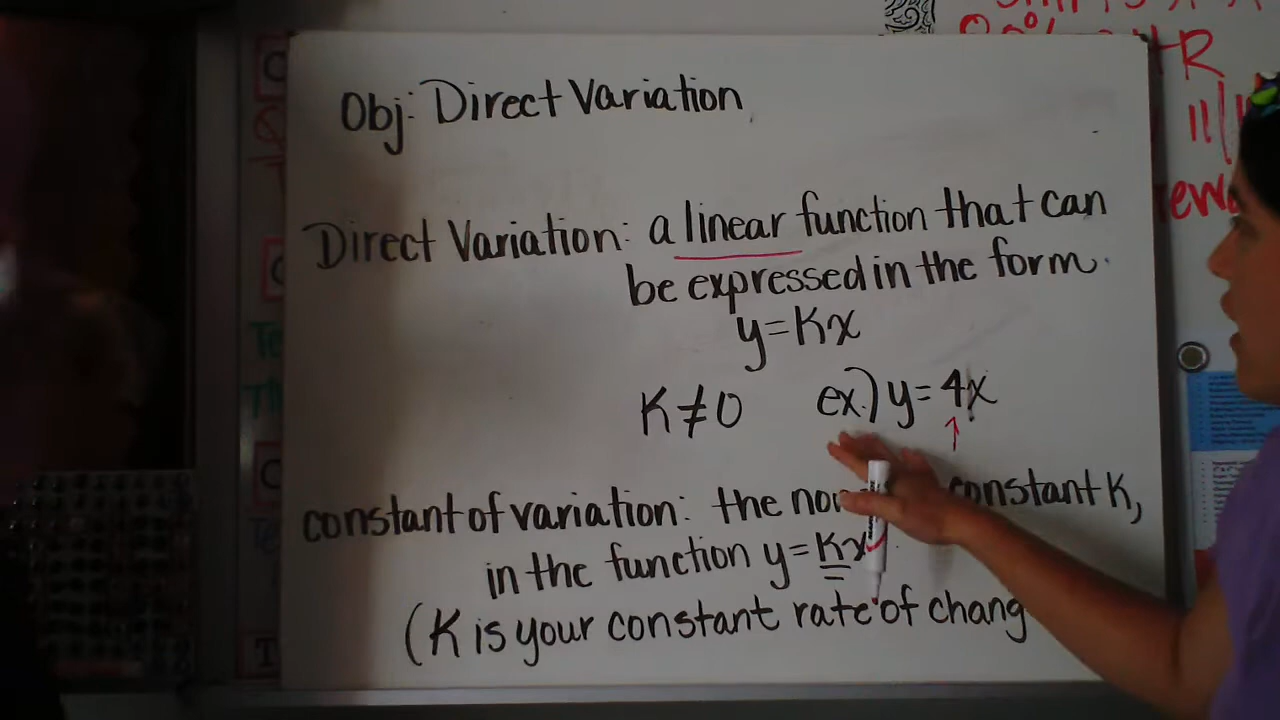 Obj: Direct Variation
Direct Variation: a linear function that can
be expressed in the form.
y=Kx
K≠0 ex.) y=4x
constant of variation: the constant K,
in the function y=Kx
(K is your constant rate of chang
R
11/